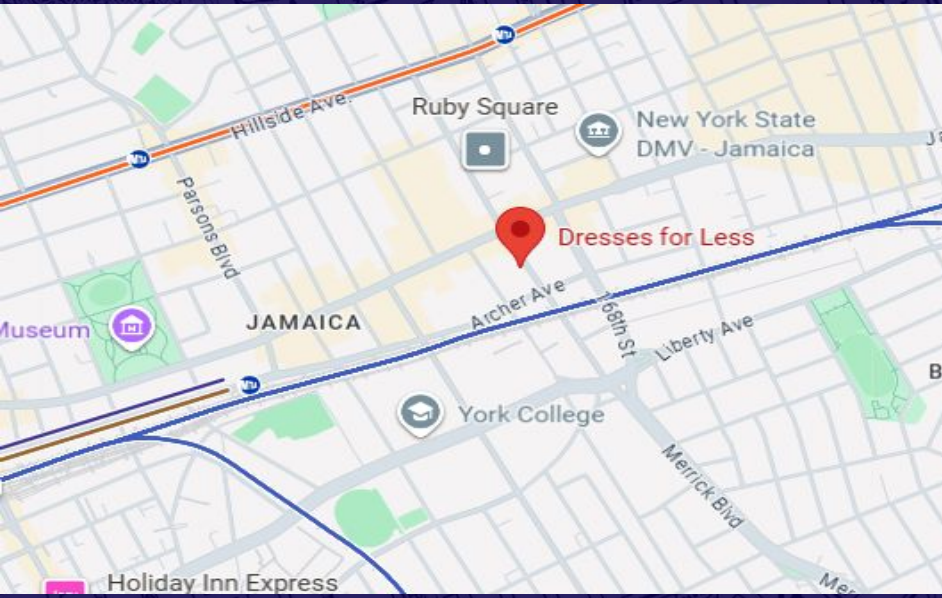 Hillside Ave.
Ruby Square
New York State
DMV - Jamaica
Parsons Blvd
Dresses for Less
Archer Ave
Museum
JAMAICA
168th St
Liberty Ave
York College
Merrick Blvd
Holiday Inn Express